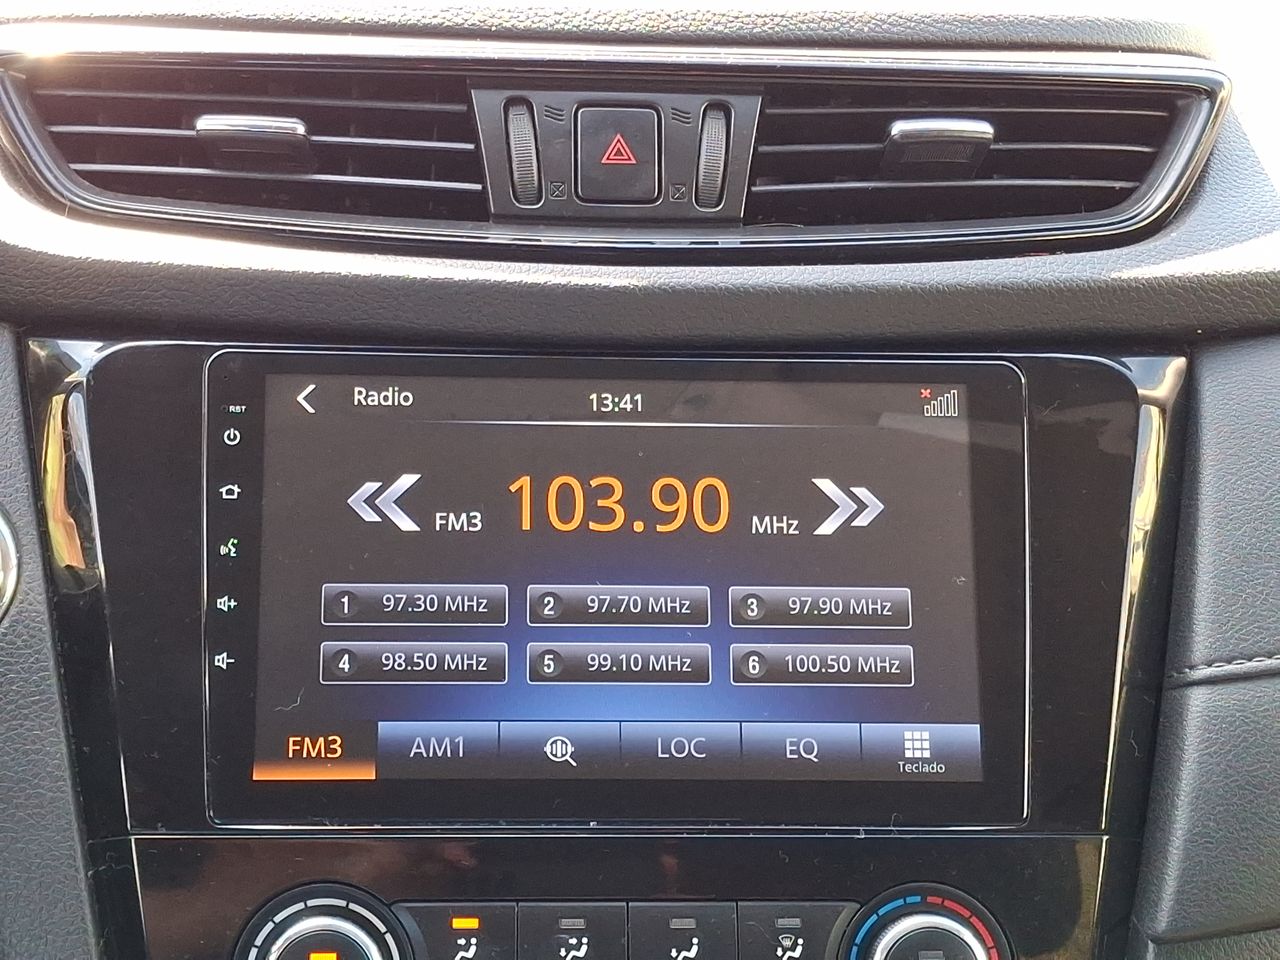 Radio
13:41
RST
FM3 103.90 MHz
1 97.30 MHz
2 97.70 MHz
3 97.90 MHz
4 98.50 MHz
5 99.10 MHz
6 100.50 MHz
FM3
AM1
LOC
EQ
Teclado